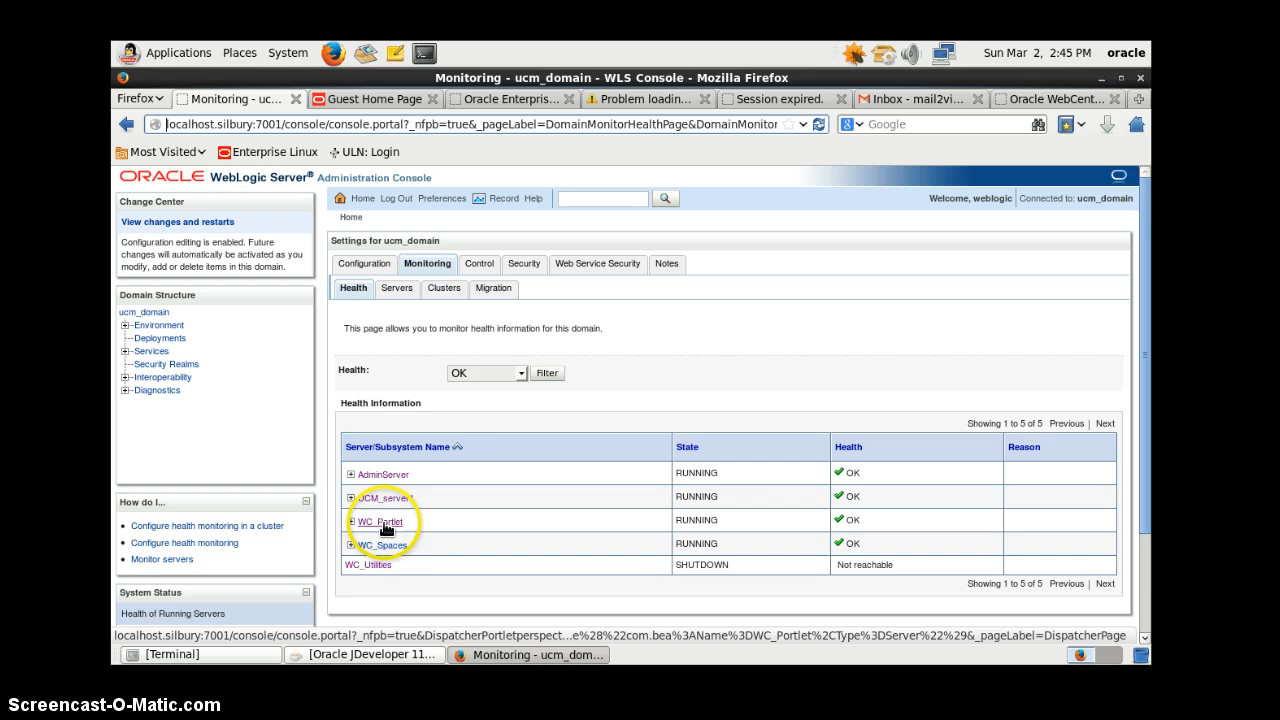 Applications Places System Sun Mar 2, 2:45 PM oracle
Monitoring - ucm_domain - WLS Console - Mozilla Firefox
Firefox Monitoring - uc... Guest Home Page Oracle Enterpris... Problem loadin... Session expired. Inbox - mail2vi... Oracle WebCent...
localhost.silbury:7001/console/console.portal?_nfpb=true&_pageLabel=DomainMonitorHealthPage&DomainMonitor Google
Most Visited Enterprise Linux ULN: Login
ORACLE WebLogic Server® Administration Console
Change Center
View changes and restarts
Configuration editing is enabled. Future
changes will automatically be activated as you
modify, add or delete items in this domain.
Domain Structure
ucm_domain
Environment
Deployments
Services
Security Realms
Interoperability
Diagnostics
How do I...
Configure health monitoring in a cluster
Configure health monitoring
Monitor servers
System Status
Health of Running Servers
Home Log Out Preferences Record Help
Welcome, weblogic Connected to: ucm_domain
Home
Settings for ucm_domain
Configuration Monitoring Control Security Web Service Security Notes
Health Servers Clusters Migration
This page allows you to monitor health information for this domain.
Health: OK Filter
Health Information
Showing 1 to 5 of 5 Previous | Next
Server/Subsystem Name State Health Reason
AdminServer RUNNING OK
UCM_server1 RUNNING OK
WC_Portlet RUNNING OK
WC_Spaces RUNNING OK
WC_Utilities SHUTDOWN Not reachable
Showing 1 to 5 of 5 Previous | Next
localhost.silbury:7001/console/console.portal?_nfpb=true&DispatcherPortletperspect...e%28%22com.bea%3AName%3DWC_Portlet%2CType%3DServer%22%29&_pageLabel=DispatcherPage
[Terminal] [Oracle JDeveloper 11... Monitoring - ucm_dom...
Screencast-O-Matic.com